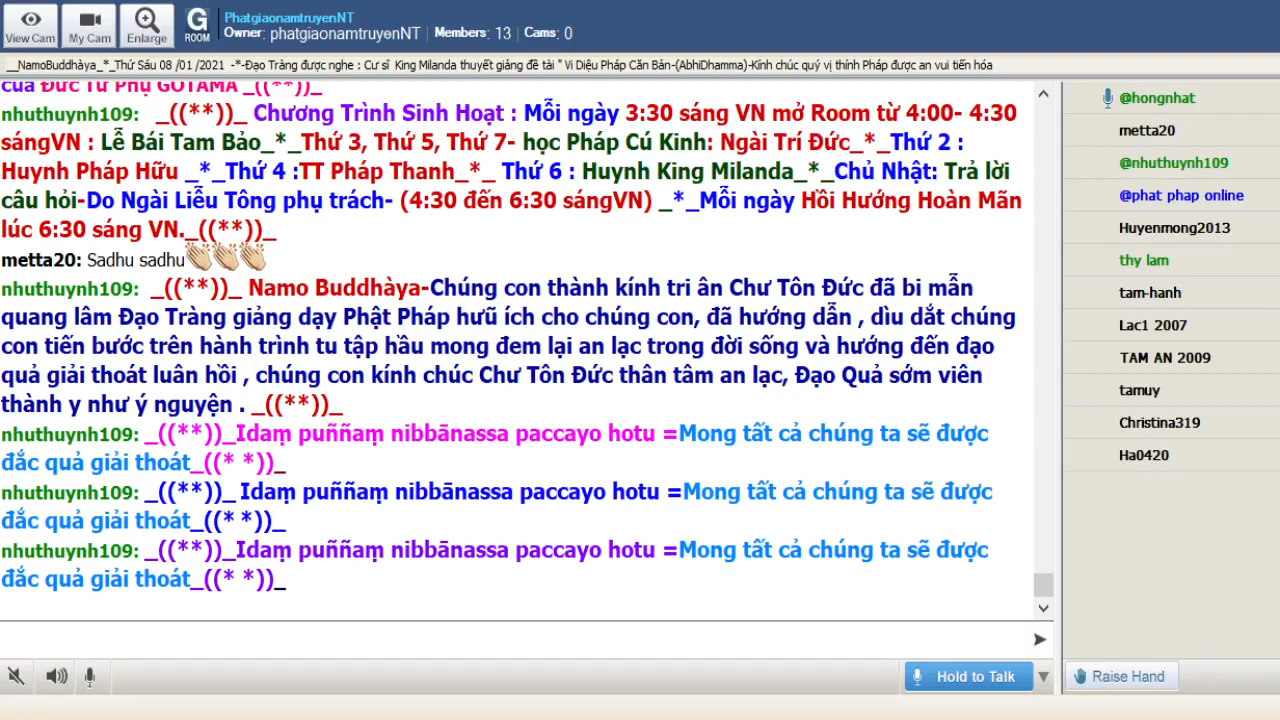 PhatgiaonamtruyenNT
Owner: phatgiaonamtruyenNT | Members: 13 | Cams: 0
View Cam
My Cam
Enlarge
G ROOM
__NamoBuddhàya_*_Thứ Sáu 08 /01 /2021 -*-Đạo Tràng được nghe : Cư sĩ King Milanda thuyết giảng đề tài " Vi Diệu Pháp Căn Bản-(AbhiDhamma)-Kính chúc quý vị thính Pháp được an vui tiến hóa
của Đức Từ Phụ GOTAMA _((**))_
nhuthuynh109: _((**))_ Chương Trình Sinh Hoạt : Mỗi ngày 3:30 sáng VN mở Room từ 4:00- 4:30
sángVN : Lễ Bái Tam Bảo_*_Thứ 3, Thứ 5, Thứ 7- học Pháp Cú Kinh: Ngài Trí Đức_*_Thứ 2 :
Huynh Pháp Hữu _*_Thứ 4 :TT Pháp Thanh_*_ Thứ 6 : Huynh King Milanda_*_Chủ Nhật: Trả lời
câu hỏi-Do Ngài Liễu Tông phụ trách- (4:30 đến 6:30 sángVN) _*_Mỗi ngày Hồi Hướng Hoàn Mãn
lúc 6:30 sáng VN._((**))_
metta20: Sadhu sadhu👏👏👏
nhuthuynh109: _((**))_ Namo Buddhàya-Chúng con thành kính tri ân Chư Tôn Đức đã bi mẫn
quang lâm Đạo Tràng giảng dạy Phật Pháp hưũ ích cho chúng con, đã hướng dẫn , dìu dắt chúng
con tiến bước trên hành trình tu tập hầu mong đem lại an lạc trong đời sống và hướng đến đạo
quả giải thoát luân hồi , chúng con kính chúc Chư Tôn Đức thân tâm an lạc, Đạo Quả sớm viên
thành y như ý nguyện . _((**))_
nhuthuynh109: _((**))_Idaṃ puññaṃ nibbānassa paccayo hotu =Mong tất cả chúng ta sẽ được
đắc quả giải thoát_((* *))_
nhuthuynh109: _((**))_ Idaṃ puññaṃ nibbānassa paccayo hotu =Mong tất cả chúng ta sẽ được
đắc quả giải thoát_((* *))_
nhuthuynh109: _((**))_Idaṃ puññaṃ nibbānassa paccayo hotu =Mong tất cả chúng ta sẽ được
đắc quả giải thoát_((* *))_
@hongnhat
metta20
@nhuthuynh109
@phat phap online
Huyenmong2013
thy lam
tam-hanh
Lac1 2007
TAM AN 2009
tamuy
Christina319
Ha0420
Hold to Talk
Raise Hand